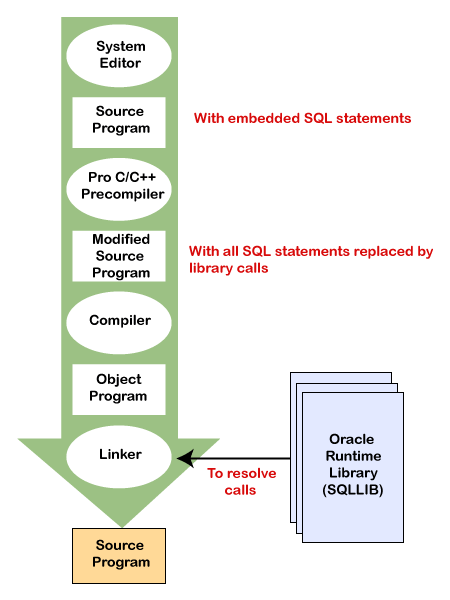 System
Editor
Source
Program
With embedded SQL statements
Pro C/C++
Precompiler
Modified
Source
Program
With all SQL statements replaced by
library calls
Compiler
Object
Program
Linker
To resolve
calls
Oracle
Runtime
Library
(SQLLIB)
Source
Program